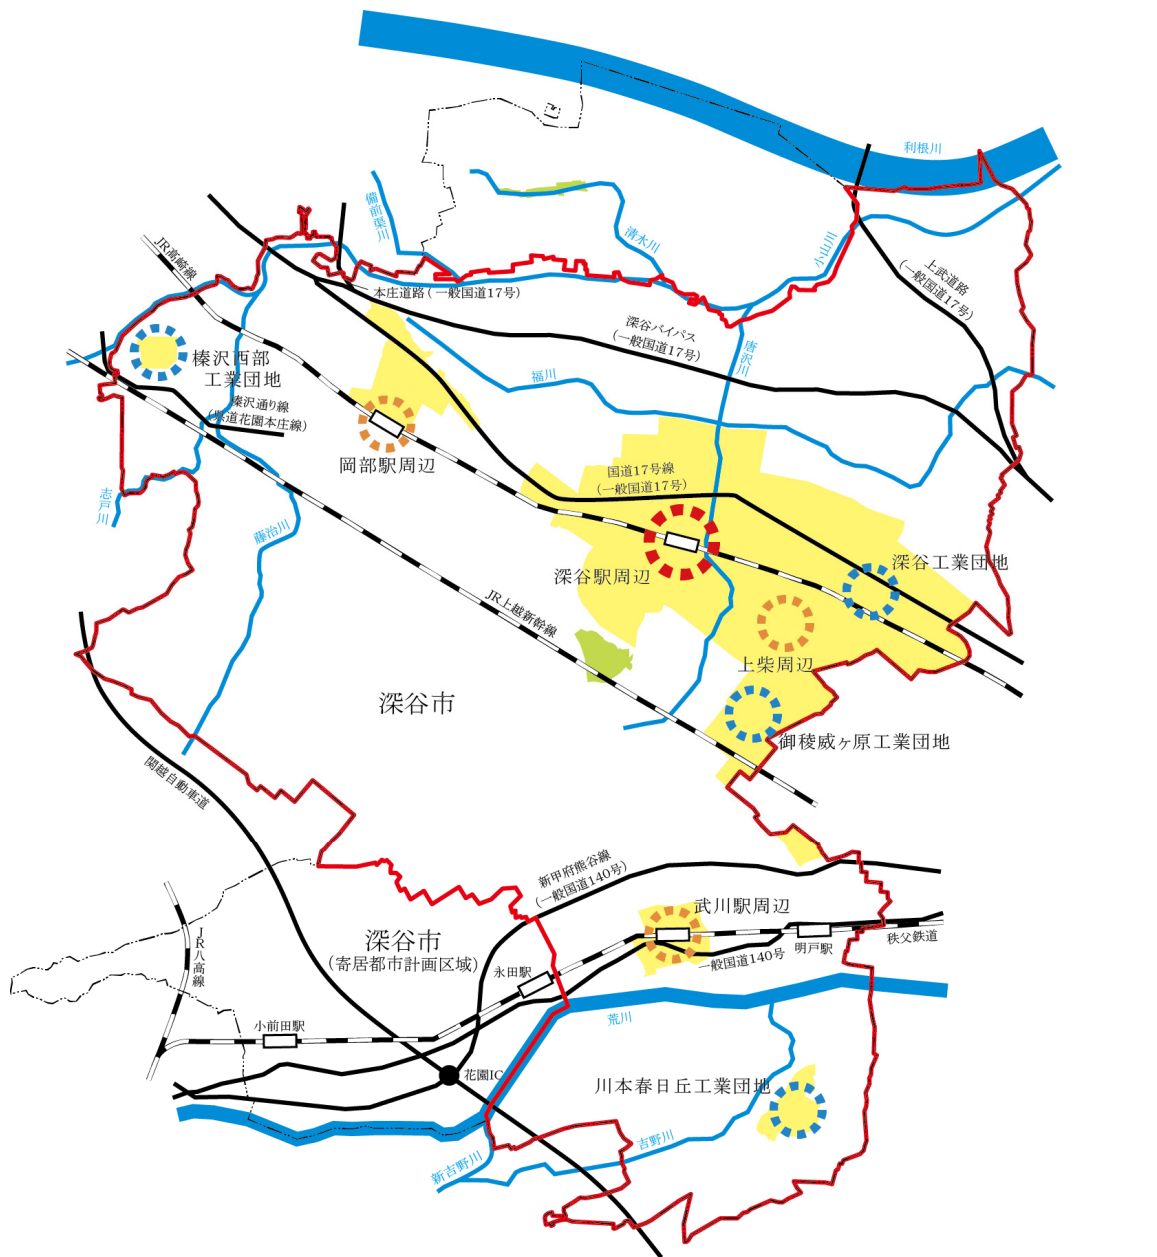 利根川
備前渠川
清水川
小山川
JR高崎線
上武道路
(一般国道17号)
本庄道路(一般国道17号)
深谷バイパス
(一般国道17号)
唐沢川
榛沢西部
工業団地
福川
榛沢通り線
(県道花園本庄線)
岡部駅周辺
国道17号線
(一般国道17号)
志戸川
藤治川
深谷駅周辺
深谷工業団地
JR上越新幹線
上柴周辺
深谷市
御稜威ヶ原工業団地
関越自動車道
新甲府熊谷線
(一般国道140号)
武川駅周辺
深谷市
(寄居都市計画区域)
JR八高線
秩父鉄道
明戸駅
一般国道140号
永田駅
小前田駅
荒川
花園IC
川本春日丘工業団地
吉野川
新吉野川